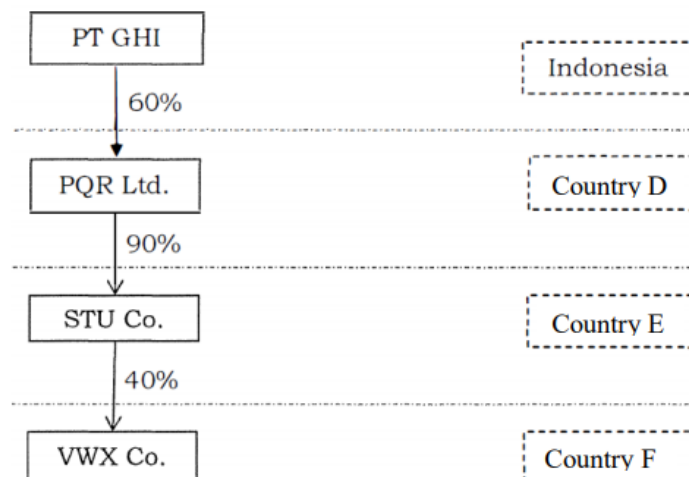 PT GHI
Indonesia
60%
PQR Ltd.
Country D
90%
STU Co.
Country E
40%
VWX Co.
Country F